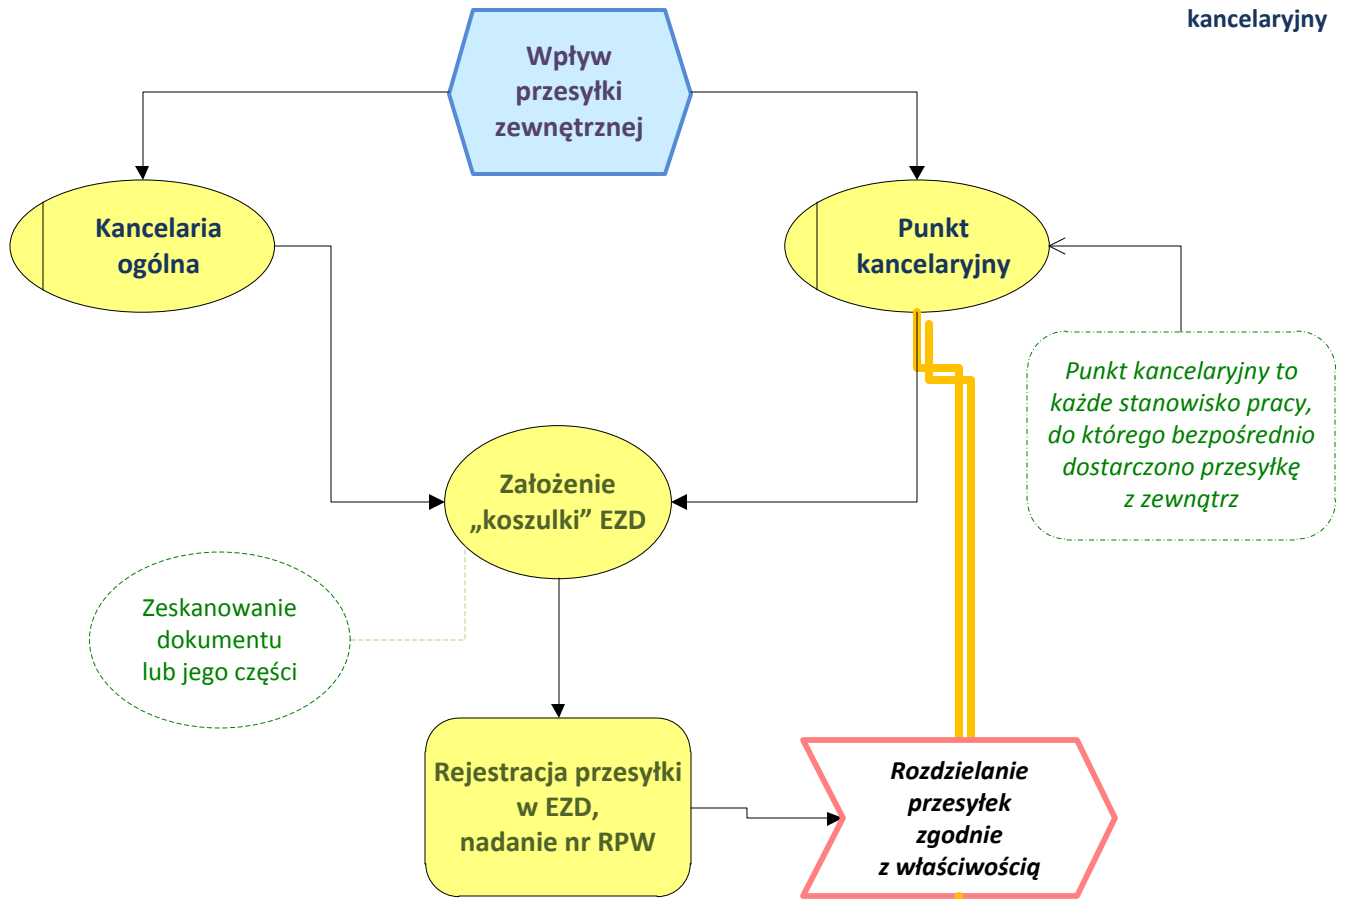 kancelaryjny
Wpływ
przesyłki
zewnętrznej
Kancelaria
ogólna
Punkt
kancelaryjny
Punkt kancelaryjny to
każde stanowisko pracy,
do którego bezpośrednio
dostarczono przesyłkę
z zewnątrz
Założenie
„koszulki” EZD
Zeskanowanie
dokumentu
lub jego części
Rejestracja przesyłki
w EZD,
nadanie nr RPW
Rozdzielanie
przesyłek
zgodnie
z właściwością